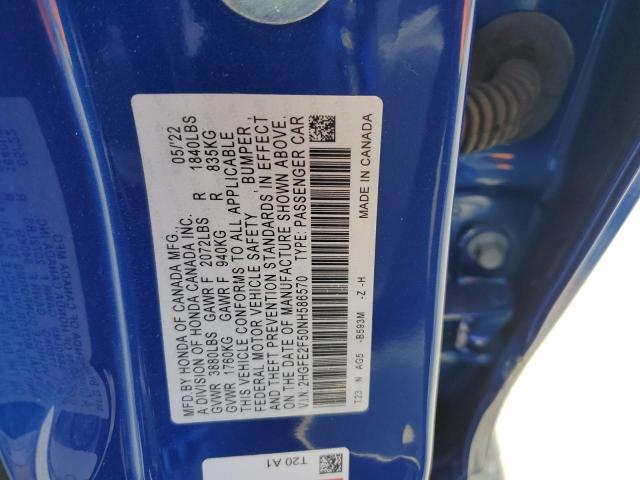 MFD.BY HONDA OF CANADA MFG., 05/'22
A DIVISION OF HONDA CANADA INC.
GVWR 3880LBS GAWR F 2072LBS R 1840LBS
GVWR 1760KG GAWR F 940KG R 835KG
THIS VEHICLE CONFORMS TO ALL APPLICABLE
FEDERAL MOTOR VEHICLE SAFETY , BUMPER ,
AND THEFT PREVENTION STANDARDS IN EFFECT
ON THE DATE OF MANUFACTURE SHOWN ABOVE.
V.I.N.:2HGFE2F50NH586570 TYPE: PASSENGER CAR
T23 N AG5 -B593M -Z -H MADE IN CANADA
T20 A1